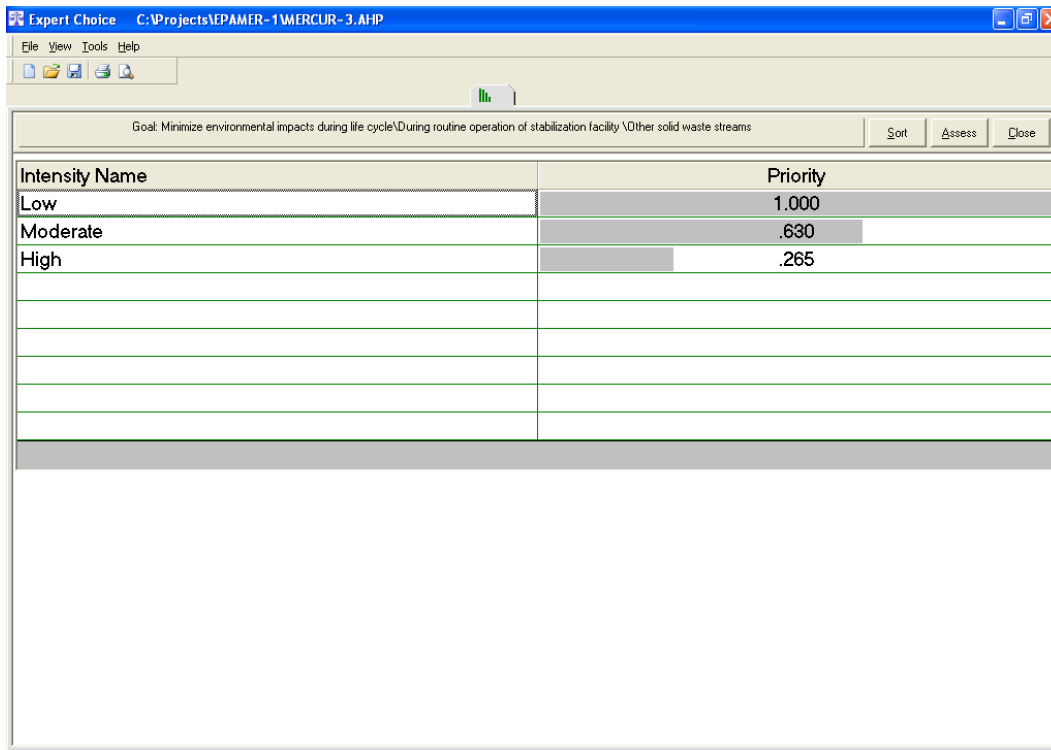 Expert Choice C:\Projects\EPAMER~1\MERCUR~3.AHP
File View Tools Help
Goal: Minimize environmental impacts during life cycle\During routine operation of stabilization facility \Other solid waste streams Sort Assess Close
Intensity Name Priority
Low 1.000
Moderate .630
High .265